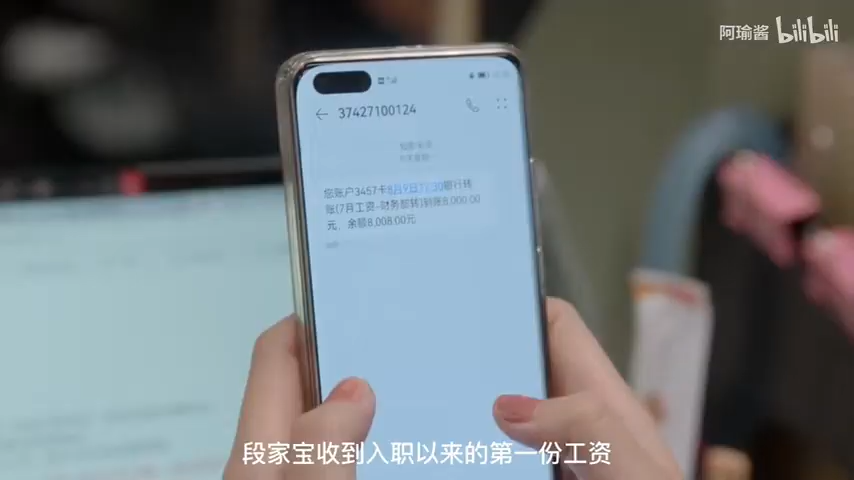 阿瑜酱 bilibili
37427100124
您账户3457卡8月9日17:30银行转
账(7月工资-财务部转)到账8,000.00
元，余额8,008.00元
段家宝收到入职以来的第一份工资